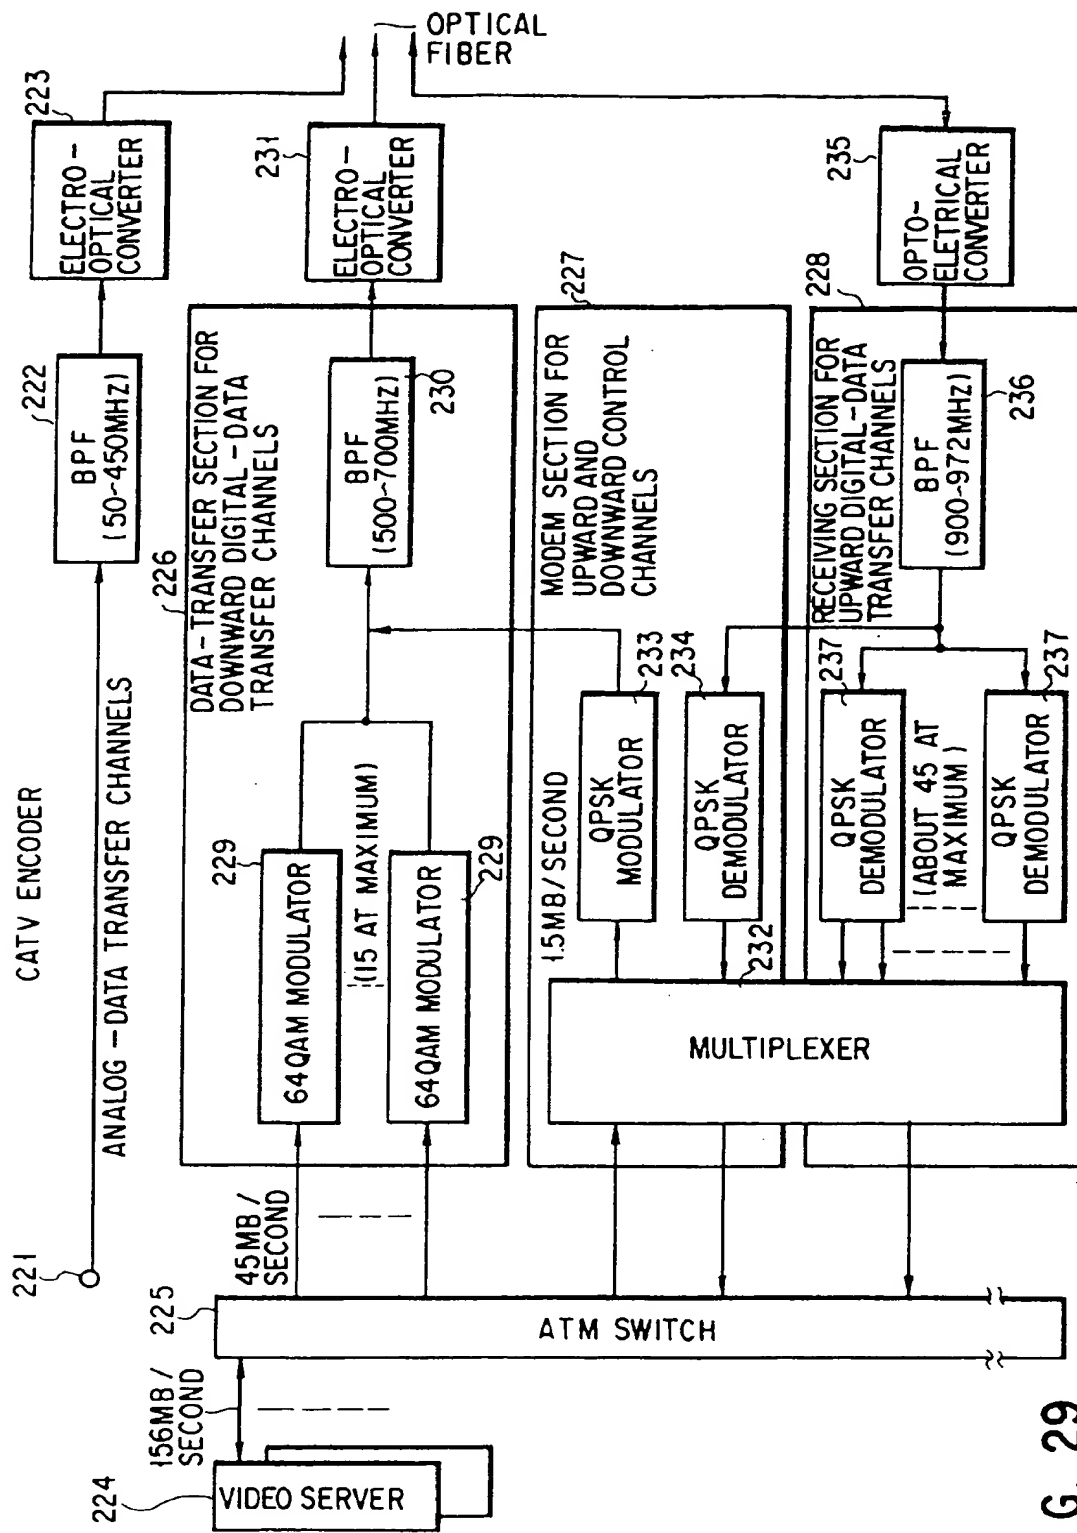 CATV ENCODER
221
ANALOG-DATA TRANSFER CHANNELS
222
BPF
(50~450MHZ)
223
ELECTRO-
OPTICAL
CONVERTER
OPTICAL
FIBER
226
DATA-TRANSFER SECTION FOR
DOWNWARD DIGITAL-DATA
TRANSFER CHANNELS
229
64QAM MODULATOR
(115 AT MAXIMUM)
64QAM MODULATOR
229
BPF
(500~700MHZ)
230
231
ELECTRO-
OPTICAL
CONVERTER
156MB/
SECOND
224
VIDEO SERVER
225
ATM SWITCH
45MB/
SECOND
227
MODEM SECTION FOR
UPWARD AND
DOWNWARD CONTROL
CHANNELS
1.5MB/SECOND
QPSK
MODULATOR
233
QPSK
DEMODULATOR
234
232
MULTIPLEXER
228
RECEIVING SECTION FOR
UPWARD DIGITAL-DATA
TRANSFER CHANNELS
237
QPSK
DEMODULATOR
(ABOUT 45 AT
MAXIMUM)
QPSK
DEMODULATOR
237
BPF
(900~972MHZ)
236
235
OPTO-
ELETRICAL
CONVERTER
G. 29